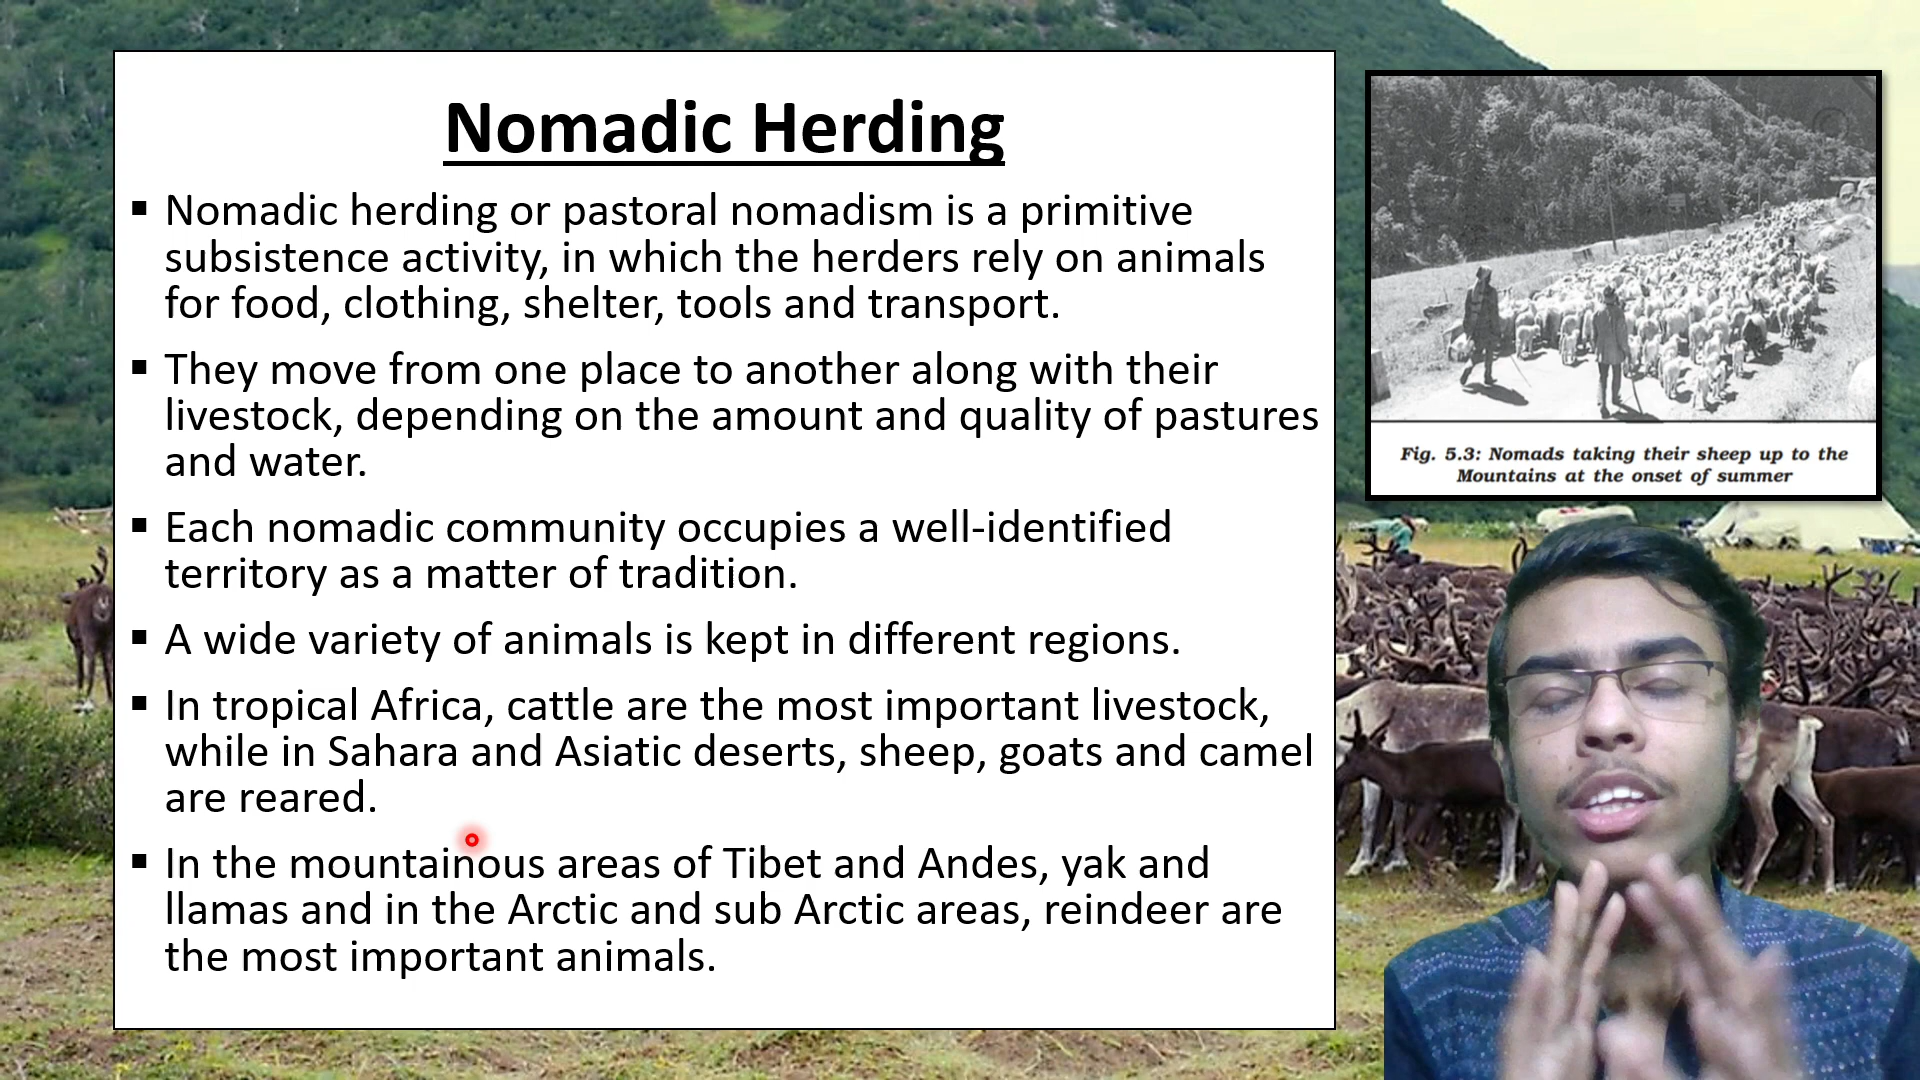 Nomadic Herding
▪ Nomadic herding or pastoral nomadism is a primitive
subsistence activity, in which the herders rely on animals
for food, clothing, shelter, tools and transport.
▪ They move from one place to another along with their
livestock, depending on the amount and quality of pastures
and water.
▪ Each nomadic community occupies a well-identified
territory as a matter of tradition.
▪ A wide variety of animals is kept in different regions.
▪ In tropical Africa, cattle are the most important livestock,
while in Sahara and Asiatic deserts, sheep, goats and camel
are reared.
▪ In the mountainous areas of Tibet and Andes, yak and
llamas and in the Arctic and sub Arctic areas, reindeer are
the most important animals.
Fig. 5.3: Nomads taking their sheep up to the
Mountains at the onset of summer